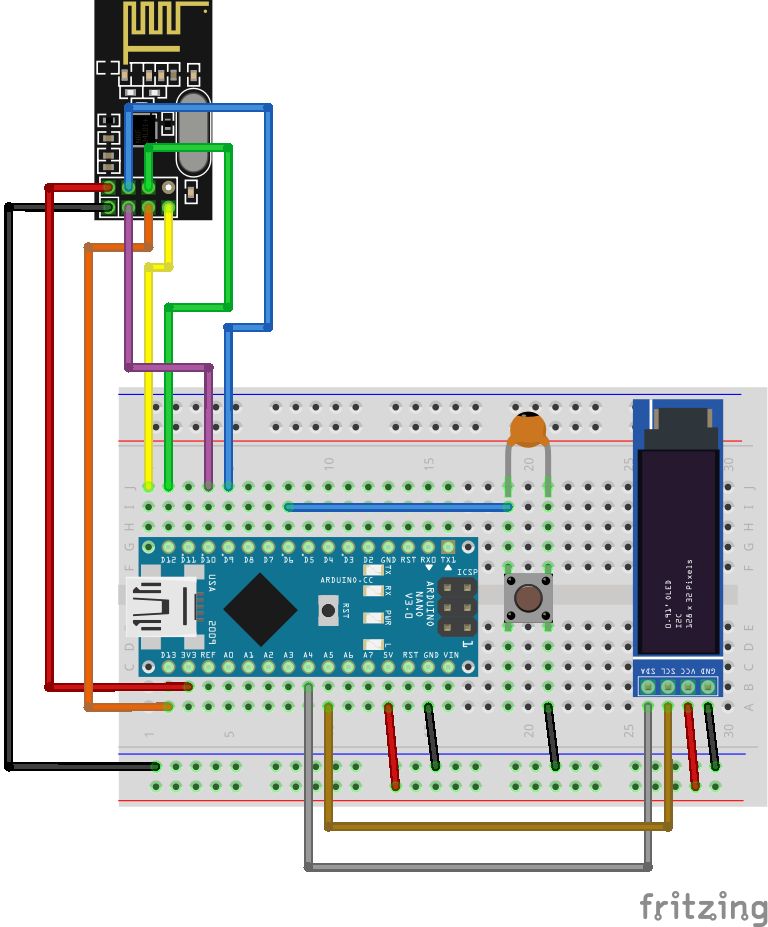 10 15 20 25 30
J J
I I
H H
G G
F F
D12 D11 D10 D9 D8 D7 D6 D5 D4 D3 D2 GND RST RX0 TX1
TX
RX
PWR
L
ARDUINO.CC
RST
USA
2009
ICSP
ARDUINO
NANO
V3.0
1
0.91' OLED
I2C
128 x 32 Pixels
E E
D D
C C
D13 3V3 REF A0 A1 A2 A3 A4 A5 A6 A7 5V RST GND VIN
GND VCC SCL SDA
B B
A
1 5 20 25 30
fritzing